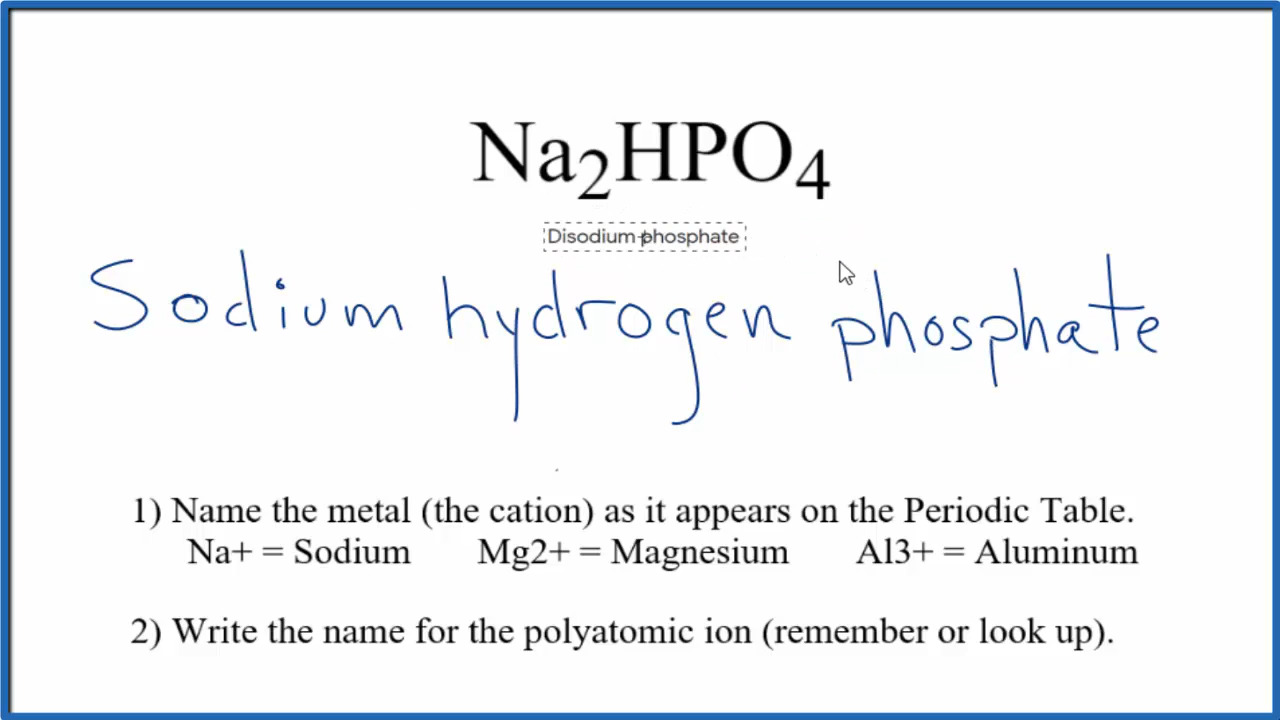 Na₂HPO₄
Disodium phosphate
Sodium hydrogen phosphate
1) Name the metal (the cation) as it appears on the Periodic Table.
Na+ = Sodium Mg2+ = Magnesium Al3+ = Aluminum
2) Write the name for the polyatomic ion (remember or look up).